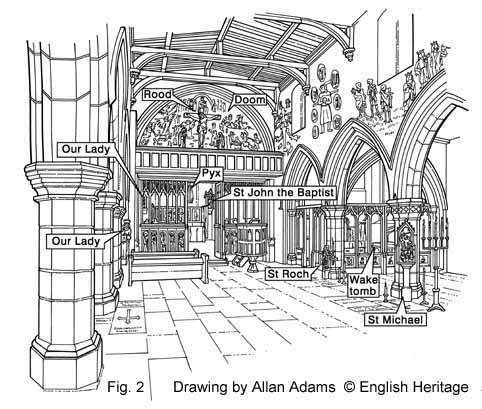 Rood
Doom
Our Lady
Pyx
St John the Baptist
Our Lady
St Roch
Wake
tomb
St Michael
Fig. 2 Drawing by Allan Adams © English Heritage